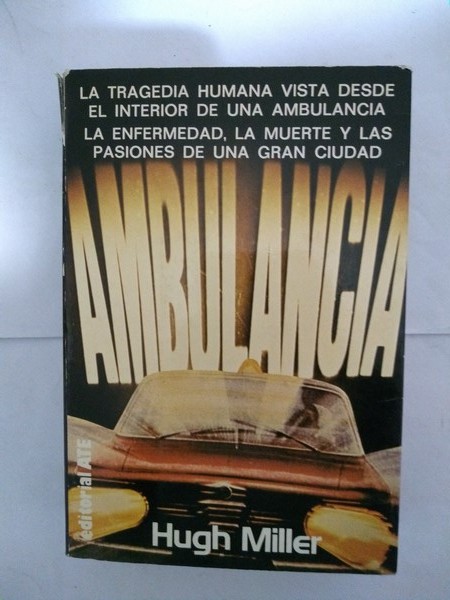 LA TRAGEDIA HUMANA VISTA DESDE
EL INTERIOR DE UNA AMBULANCIA
LA ENFERMEDAD, LA MUERTE Y LAS
PASIONES DE UNA GRAN CIUDAD
AMBULANCIA
editorial ATE
Hugh Miller